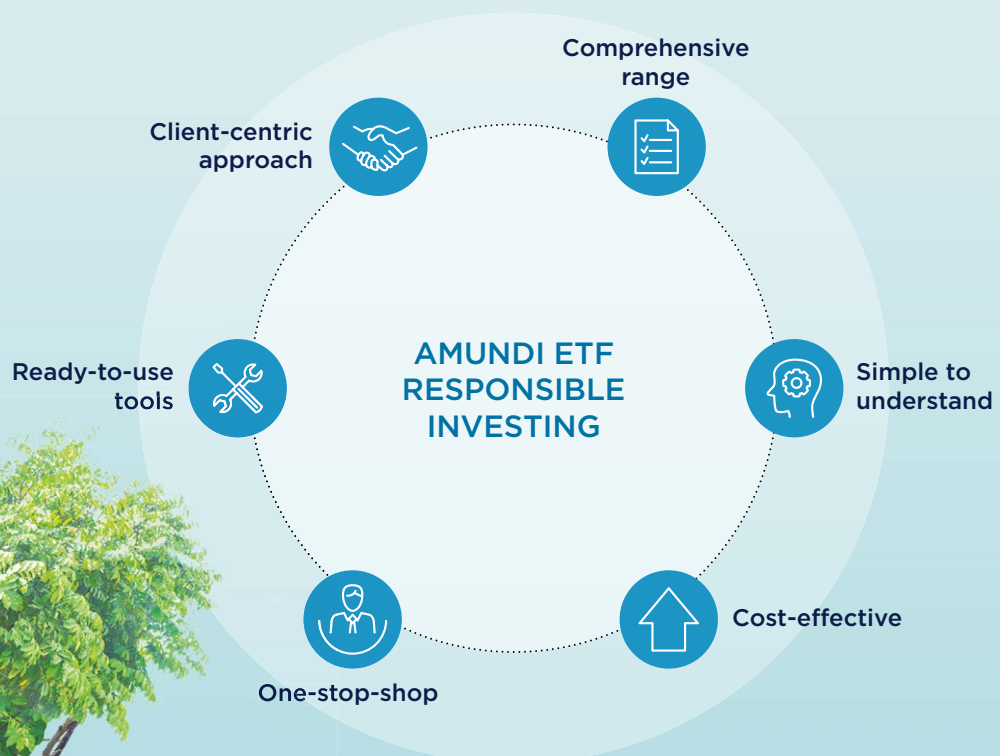 Comprehensive
range
Client-centric
approach
AMUNDI ETF
RESPONSIBLE
INVESTING
Ready-to-use
tools
Simple to
understand
Cost-effective
One-stop-shop